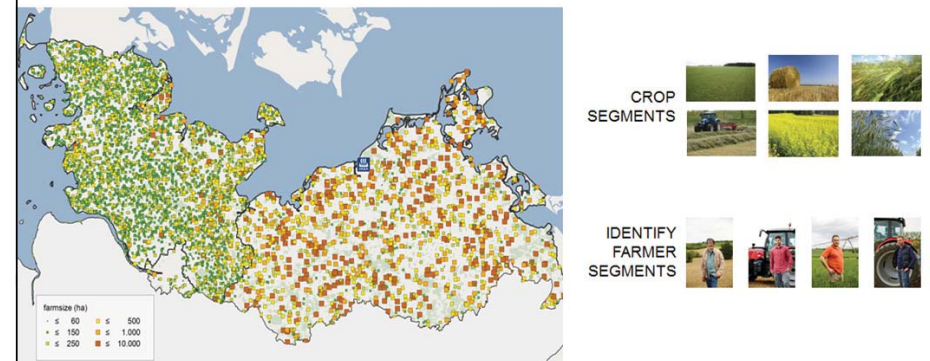 farmsize (ha)
≤ 60 ≤ 500
≤ 150 ≤ 1,000
≤ 250 ≤ 10,000
CROP
SEGMENTS
IDENTIFY
FARMER
SEGMENTS